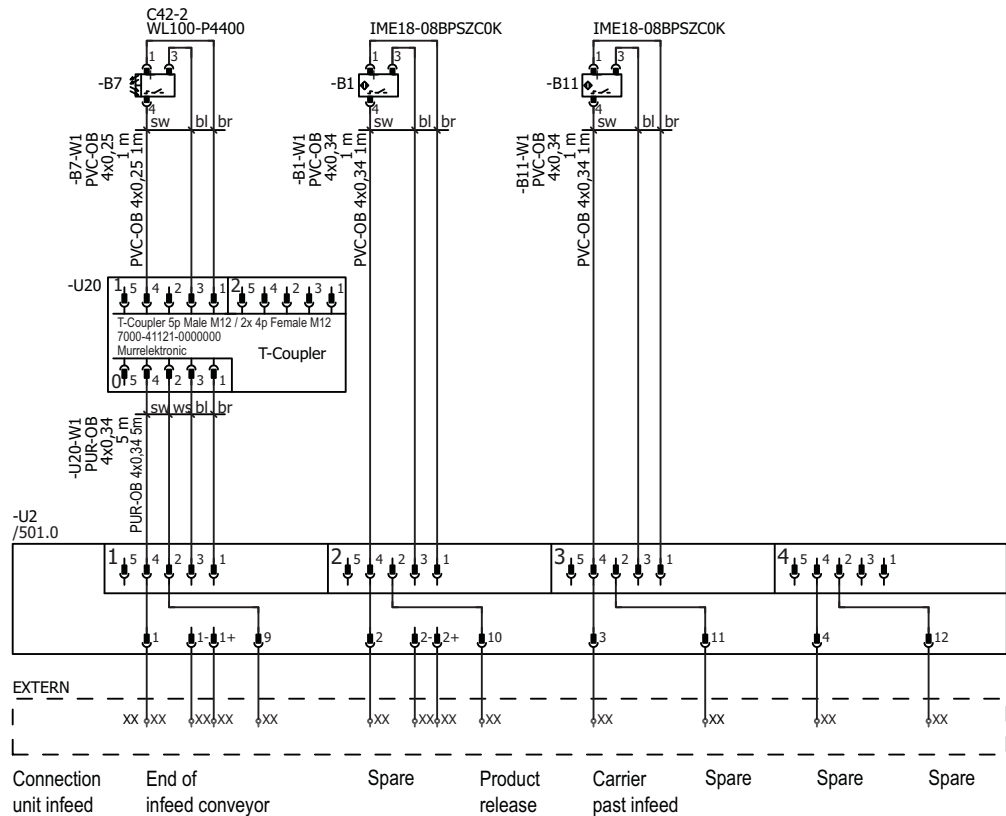 C42-2
WL100-P4400
IME18-08BPSZC0K
IME18-08BPSZC0K
1 3
1 3
1 3
-B7
-B1
-B11
4
4
4
sw bl br
sw bl br
sw bl br
-B7-W1
PVC-OB
4x0,25
1 m
PVC-OB 4x0,25 1m
-B1-W1
PVC-OB
4x0,34
1 m
PVC-OB 4x0,34 1m
-B11-W1
PVC-OB
4x0,34
1 m
PVC-OB 4x0,34 1m
-U20
1 5 4 2 3 1
2 5 4 2 3 1
T-Coupler 5p Male M12 / 2x 4p Female M12
7000-41121-0000000
Murrelektronic
T-Coupler
0 5 4 2 3 1
sw ws bl br
-U20-W1
PUR-OB
4x0,34
5 m
PUR-OB 4x0,34 5m
-U2
/501.0
1 5 4 2 3 1
2 5 4 2 3 1
3 5 4 2 3 1
4 5 4 2 3 1
1 1- 1+ 9
2 2- 2+ 10
3 11
4 12
EXTERN
xx xx xx xx xx
xx xx xx xx
xx xx
xx xx
Connection
unit infeed
End of
infeed conveyor
Spare
Product
release
Carrier
past infeed
Spare
Spare
Spare